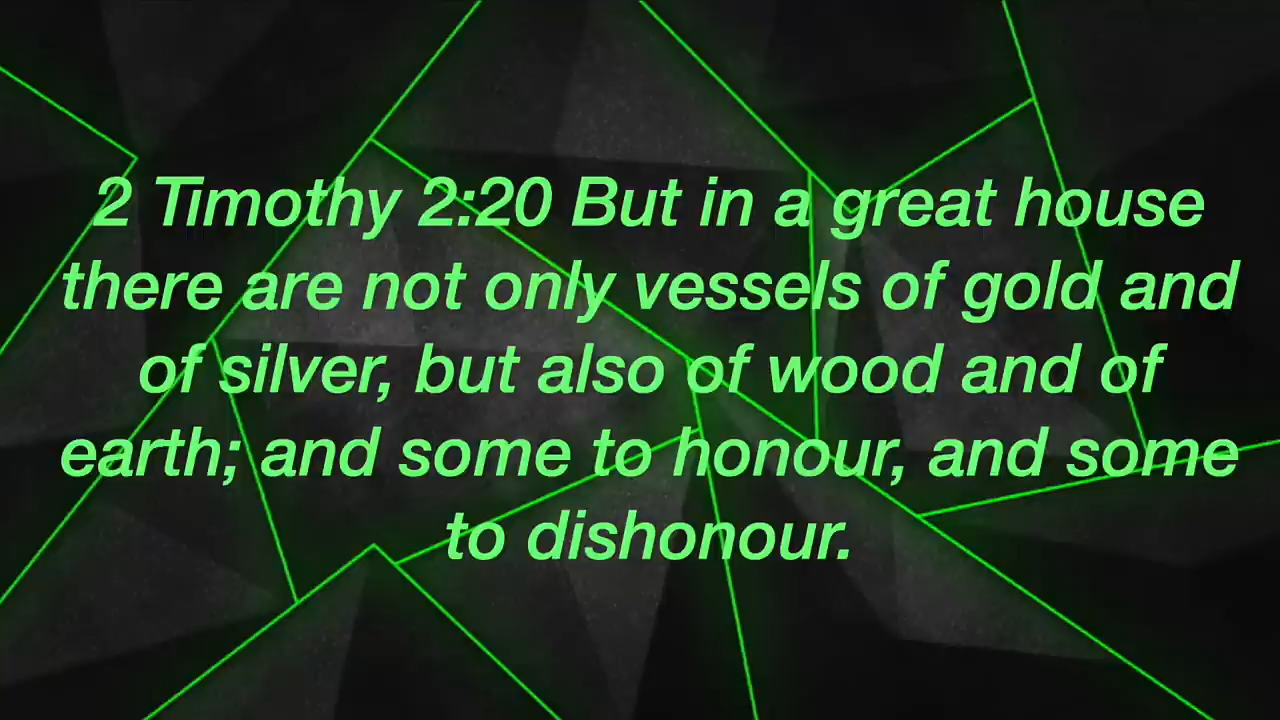 2 Timothy 2:20 But in a great house
there are not only vessels of gold and
of silver, but also of wood and of
earth; and some to honour, and some
to dishonour.